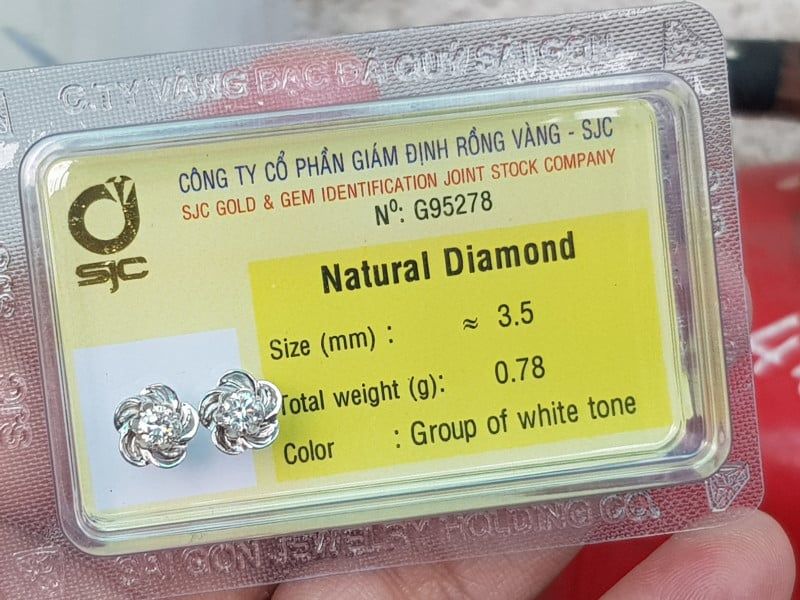 C.TY VÀNG BẠC ĐÁ QUÝ SÀI GÒN
CÔNG TY CỔ PHẦN GIÁM ĐỊNH RỒNG VÀNG - SJC
SJC GOLD & GEM IDENTIFICATION JOINT STOCK COMPANY
Nº: G95278
SJC
Natural Diamond
Size (mm) : ≈ 3.5
Total weight (g): 0.78
Color : Group of white tone
SAIGON JEWELRY HOLDING CO.
SJC